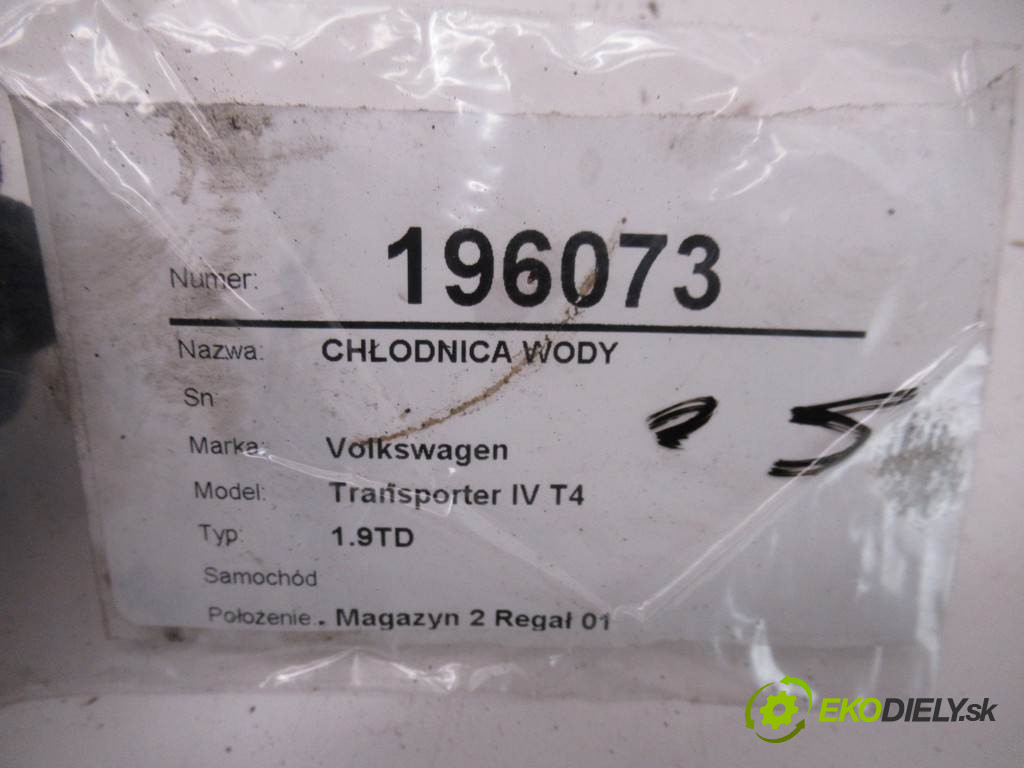 Numer: 196073
Nazwa: CHŁODNICA WODY
Sn
Marka: Volkswagen
Model: Transporter IV T4
Typ: 1.9TD
Samochód
Położenie: Magazyn 2 Regał 01
EKODIELY.sk